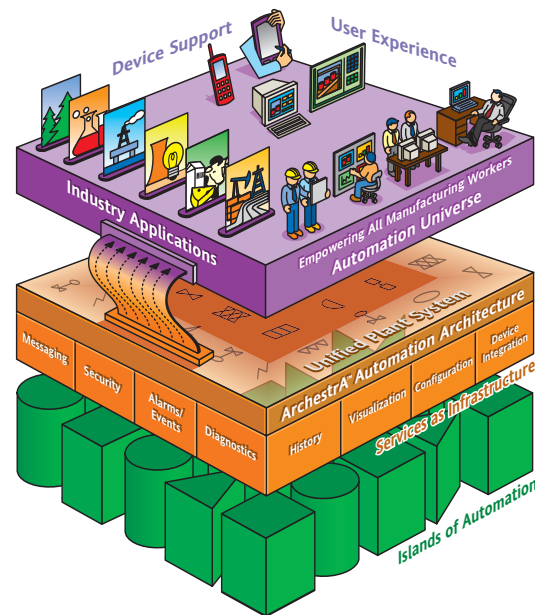 Device Support
User Experience
Industry Applications
Empowering All Manufacturing Workers
Automation Universe
Unified Plant System
ArchestrA™ Automation Architecture
Messaging
Security
Alarms/
Events
Diagnostics
History
Visualization
Configuration
Device
Integration
Services as Infrastructure
Islands of Automation